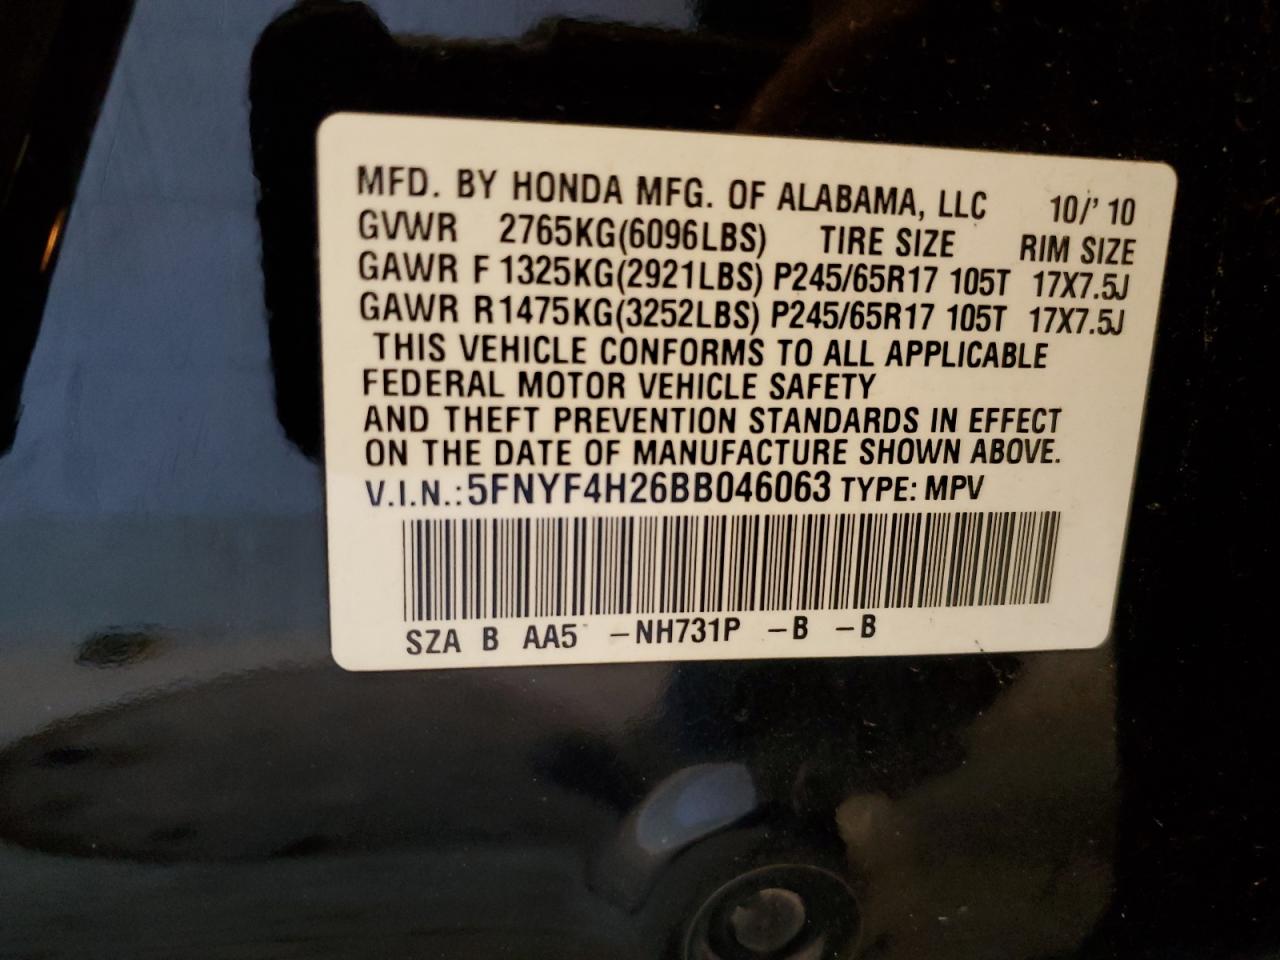 MFD. BY HONDA MFG. OF ALABAMA, LLC 10/'10
GVWR 2765KG(6096LBS) TIRE SIZE RIM SIZE
GAWR F 1325KG(2921LBS) P245/65R17 105T 17X7.5J
GAWR R 1475KG(3252LBS) P245/65R17 105T 17X7.5J
THIS VEHICLE CONFORMS TO ALL APPLICABLE
FEDERAL MOTOR VEHICLE SAFETY
AND THEFT PREVENTION STANDARDS IN EFFECT
ON THE DATE OF MANUFACTURE SHOWN ABOVE.
V.I.N.: 5FNYF4H26BB046063 TYPE: MPV
SZA B AA5 -NH731P -B -B